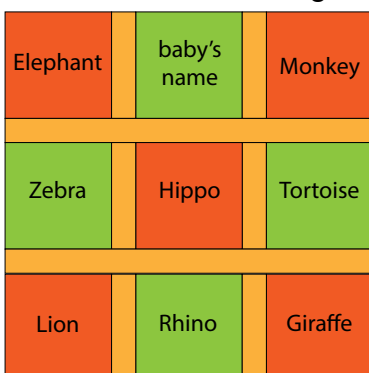 Elephant
baby's
name
Monkey
Zebra
Hippo
Tortoise
Lion
Rhino
Giraffe